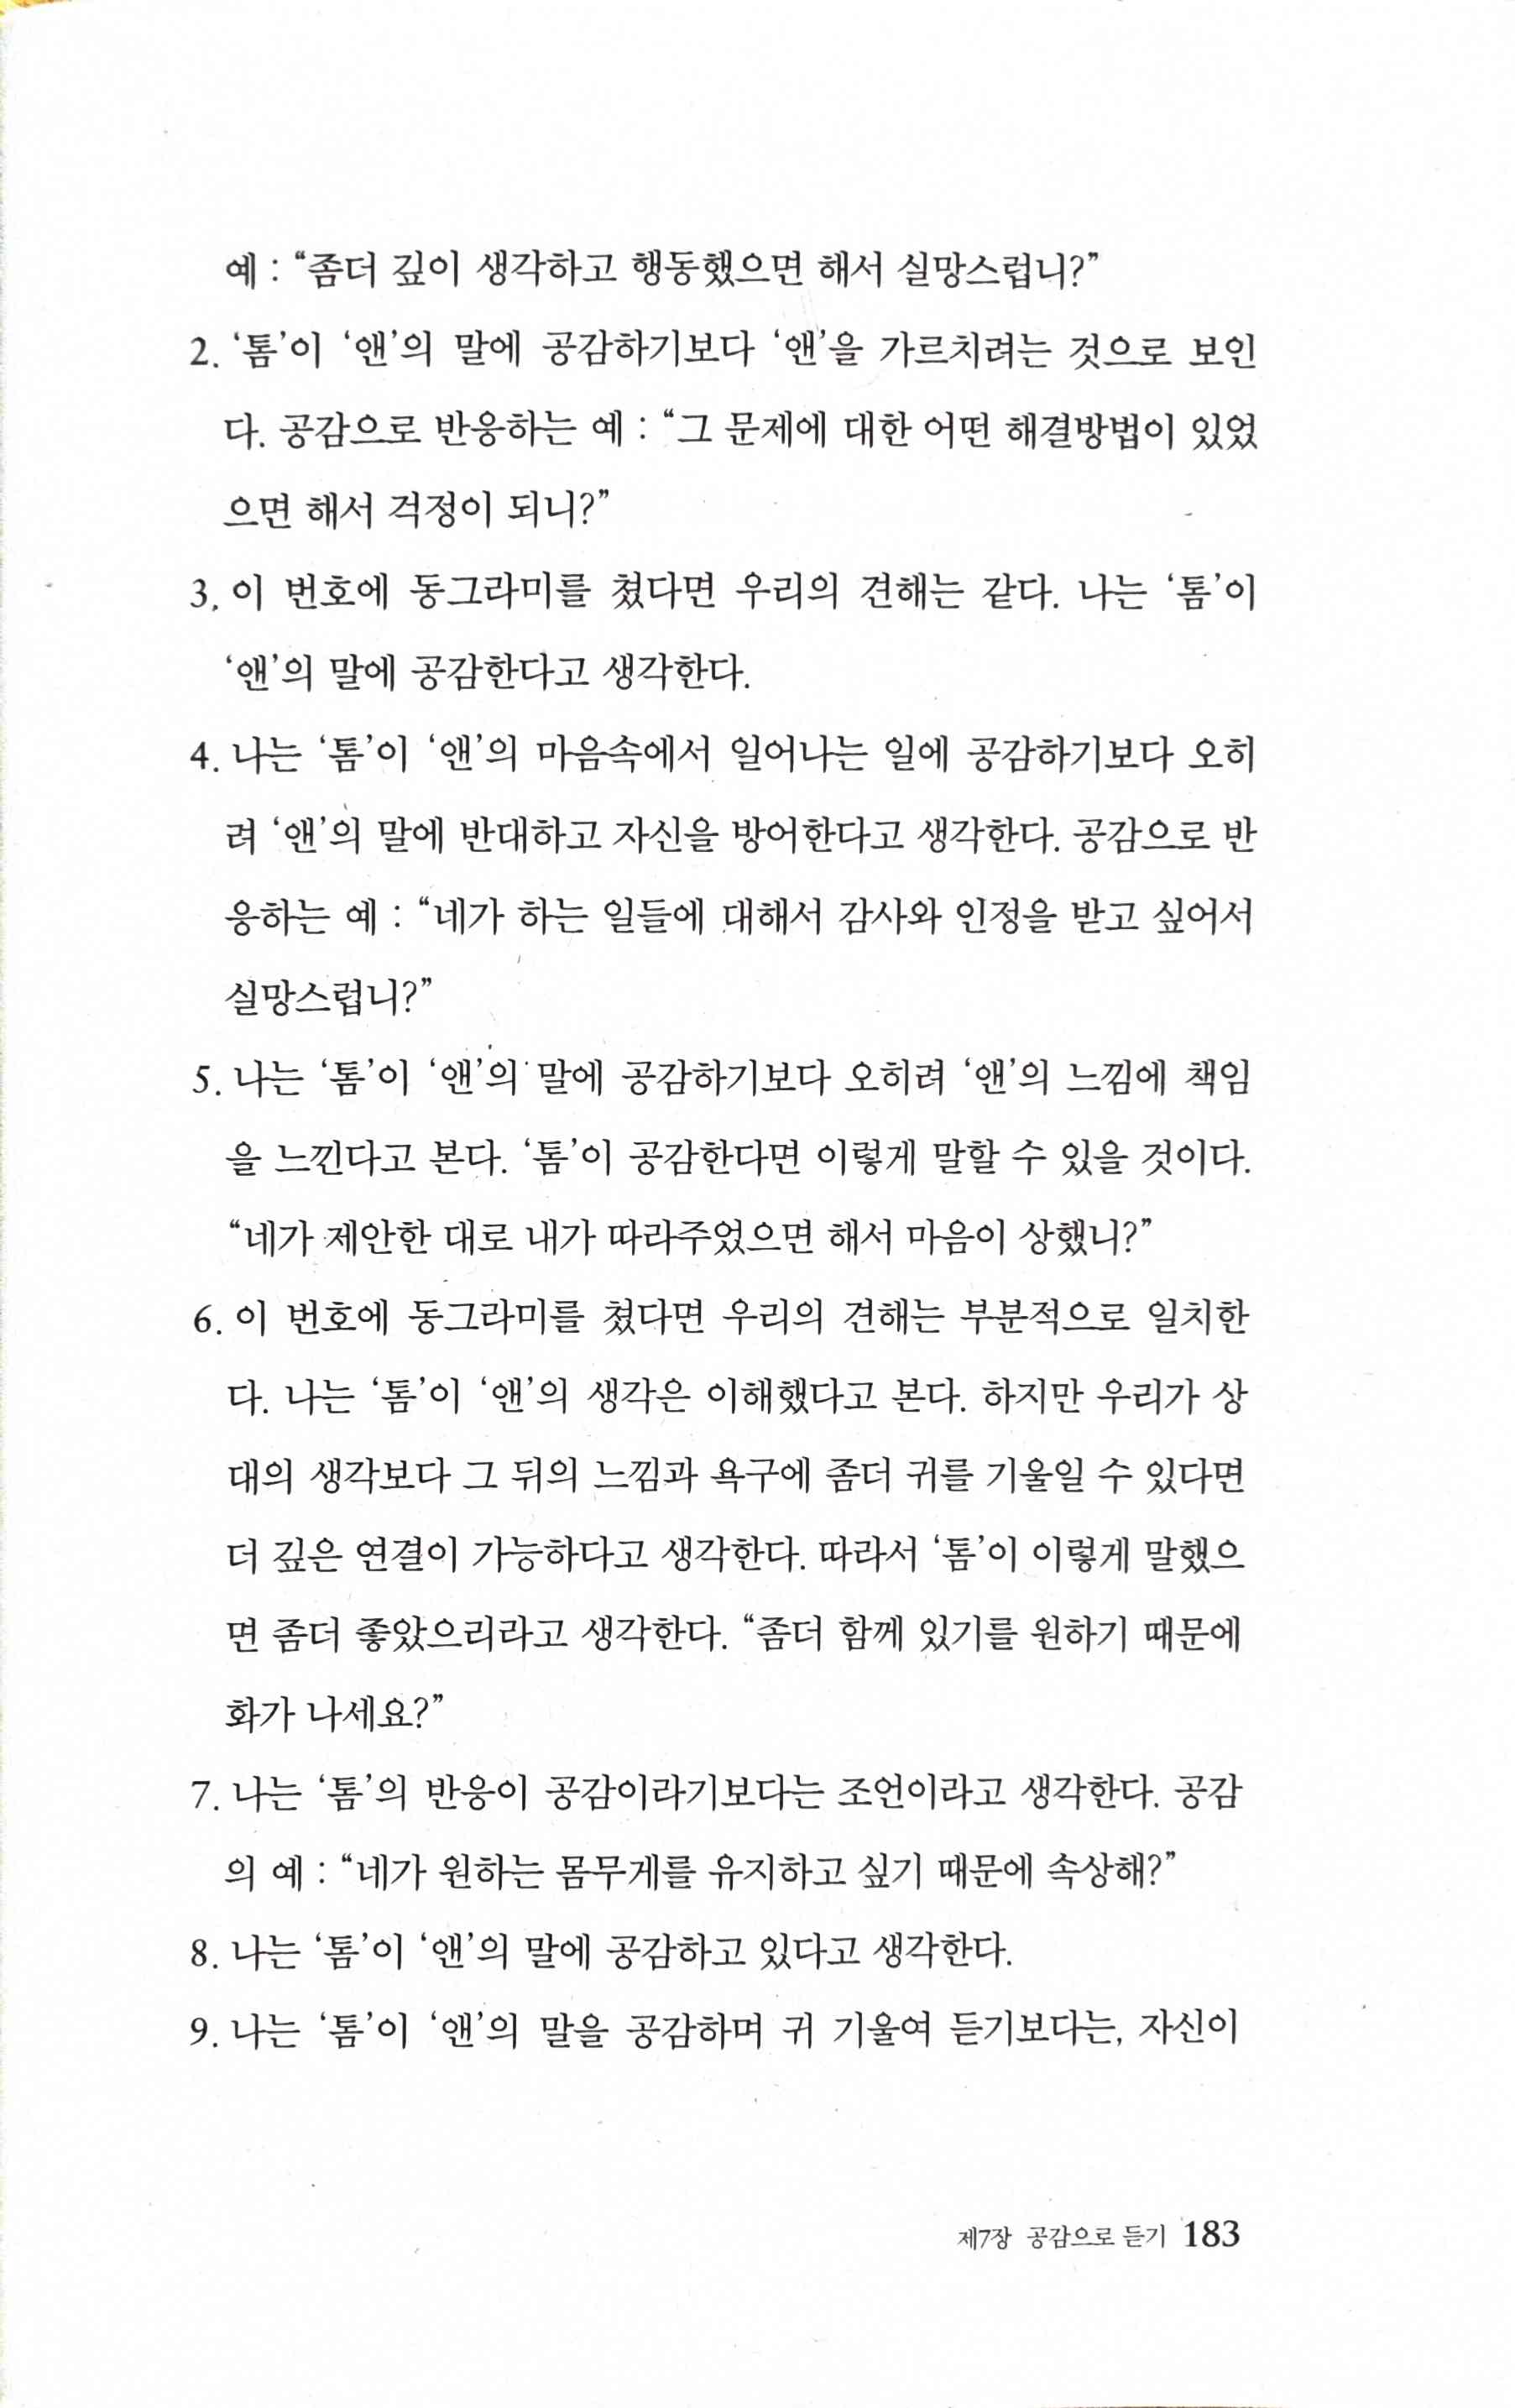 예 : “좀더 깊이 생각하고 행동했으면 해서 실망스럽니?”
2. ‘톰’이 ‘앤’의 말에 공감하기보다 ‘앤’을 가르치려는 것으로 보인
다. 공감으로 반응하는 예 : “그 문제에 대한 어떤 해결방법이 있었
으면 해서 걱정이 되니?”
3. 이 번호에 동그라미를 쳤다면 우리의 견해는 같다. 나는 ‘톰’이
‘앤’의 말에 공감한다고 생각한다.
4. 나는 ‘톰’이 ‘앤’의 마음속에서 일어나는 일에 공감하기보다 오히
려 ‘앤’의 말에 반대하고 자신을 방어한다고 생각한다. 공감으로 반
응하는 예 : “네가 하는 일들에 대해서 감사와 인정을 받고 싶어서
실망스럽니?”
5. 나는 ‘톰’이 ‘앤’의 말에 공감하기보다 오히려 ‘앤’의 느낌에 책임
을 느낀다고 본다. ‘톰’이 공감한다면 이렇게 말할 수 있을 것이다.
“네가 제안한 대로 내가 따라주었으면 해서 마음이 상했니?”
6. 이 번호에 동그라미를 쳤다면 우리의 견해는 부분적으로 일치한
다. 나는 ‘톰’이 ‘앤’의 생각은 이해했다고 본다. 하지만 우리가 상
대의 생각보다 그 뒤의 느낌과 욕구에 좀더 귀를 기울일 수 있다면
더 깊은 연결이 가능하다고 생각한다. 따라서 ‘톰’이 이렇게 말했으
면 좀더 좋았으리라고 생각한다. “좀더 함께 있기를 원하기 때문에
화가 나세요?”
7. 나는 ‘톰’의 반응이 공감이라기보다는 조언이라고 생각한다. 공감
의 예 : “네가 원하는 몸무게를 유지하고 싶기 때문에 속상해?”
8. 나는 ‘톰’이 ‘앤’의 말에 공감하고 있다고 생각한다.
9. 나는 ‘톰’이 ‘앤’의 말을 공감하며 귀 기울여 듣기보다는, 자신이
제7장 공감으로 듣기 183